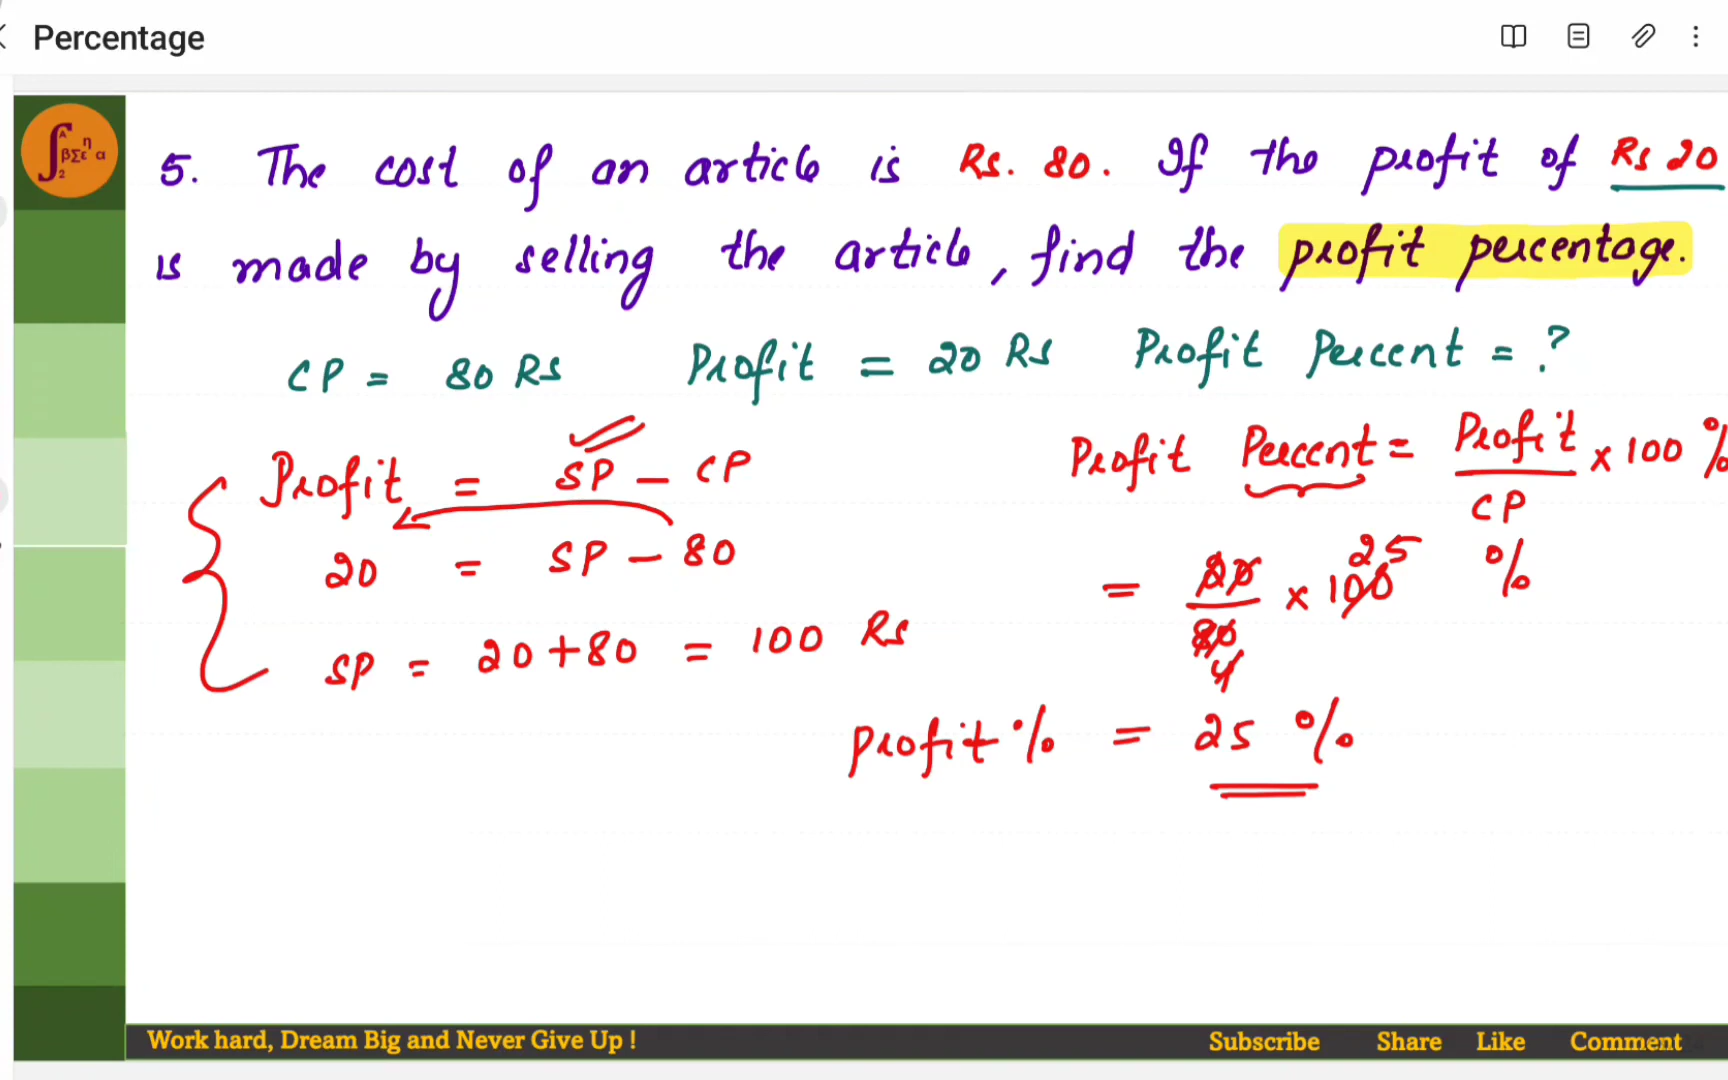 Percentage
5. The cost of an article is Rs. 80. If the profit of Rs 20
is made by selling the article, find the profit percentage.
CP = 80 Rs Profit = 20 Rs Profit Percent = ?
Profit = SP - CP
20 = SP - 80
SP = 20+80 = 100 Rs
Profit Percent = Profit/CP x 100 %
= 20/80 x 100 %
4
25
Profit % = 25 %
Work hard, Dream Big and Never Give Up !
Subscribe Share Like Comment